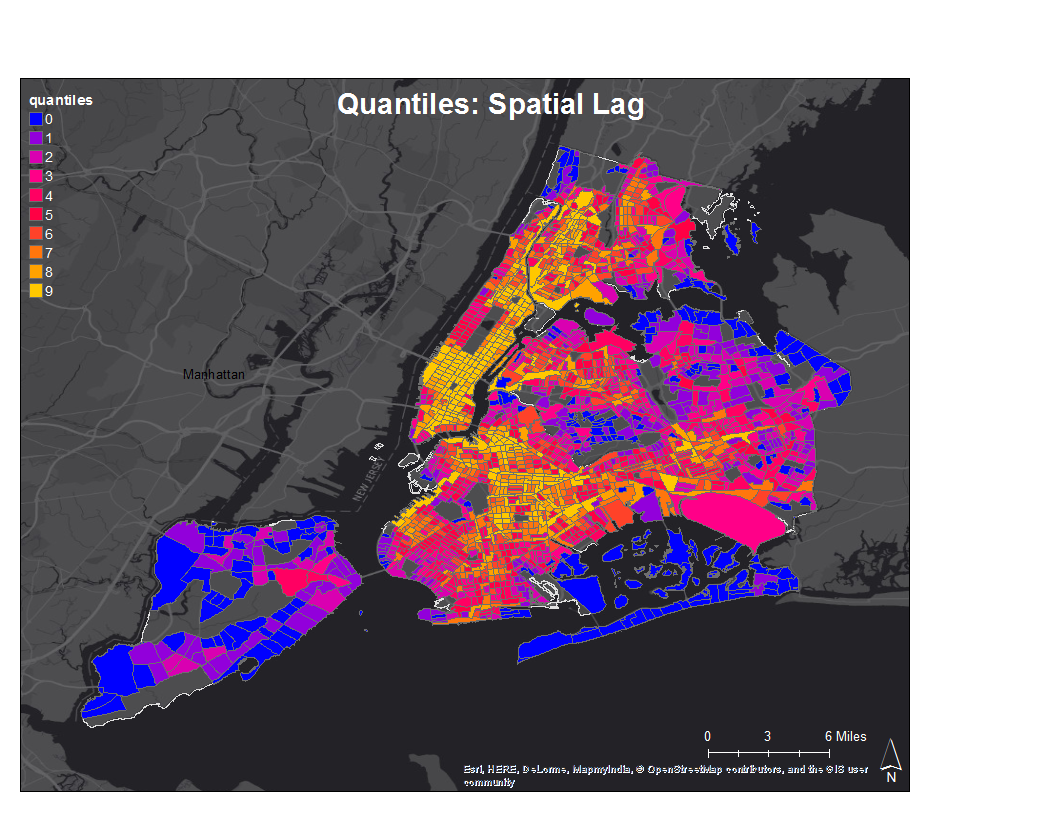 Quantiles: Spatial Lag
quantiles
0
1
2
3
4
5
6
7
8
9
Manhattan
NEW JERSEY
0 3 6 Miles
N
Esri, HERE, DeLorme, MapmyIndia, © OpenStreetMap contributors, and the GIS user
community